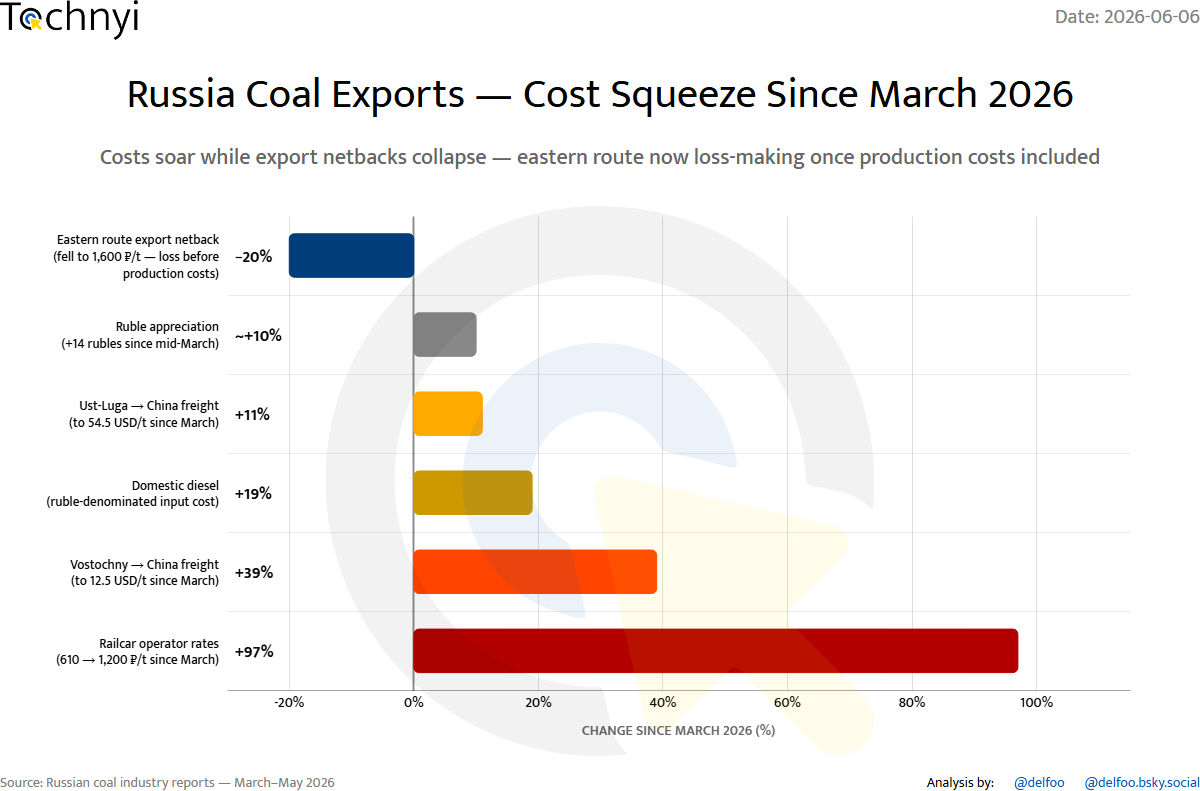 Tochnyi
Date: 2026-06-06
Russia Coal Exports — Cost Squeeze Since March 2026
Costs soar while export netbacks collapse — eastern route now loss-making once production costs included
Eastern route export netback
(fell to 1,600 ₽/t — loss before
production costs)
−20%
Ruble appreciation
(+14 rubles since mid-March)
~+10%
Ust-Luga → China freight
(to 54.5 USD/t since March)
+11%
Domestic diesel
(ruble-denominated input cost)
+19%
Vostochny → China freight
(to 12.5 USD/t since March)
+39%
Railcar operator rates
(610 → 1,200 ₽/t since March)
+97%
-20% 0% 20% 40% 60% 80% 100%
CHANGE SINCE MARCH 2026 (%)
Source: Russian coal industry reports — March–May 2026
Analysis by: @delfoo @delfoo.bsky.social